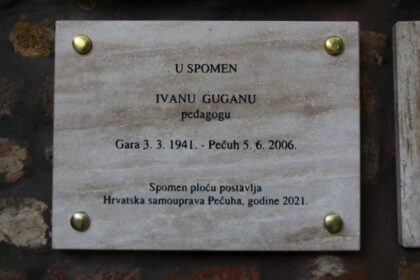 U SPOMEN
IVANU GUGANU
pedagogu
Gara 3. 3. 1941. - Pečuh 5. 6. 2006.
Spomen ploču postavlja
Hrvatska samouprava Pečuha, godine 2021.